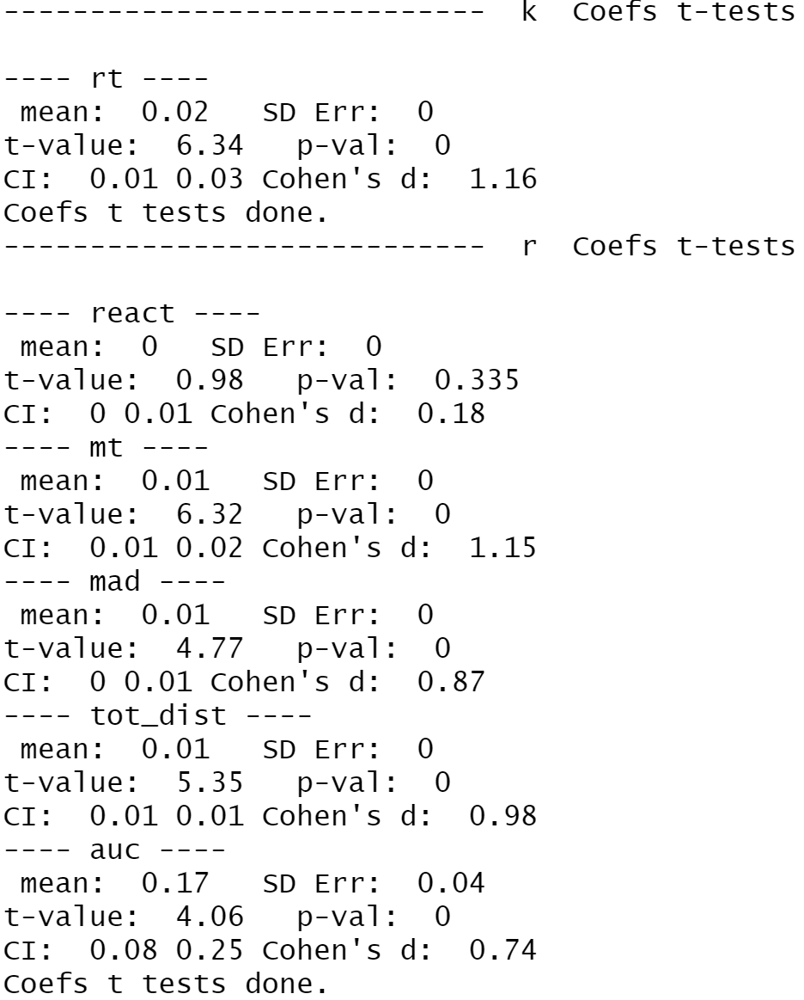 ----------------------------  k  Coefs t-tests
---- rt ----
 mean:  0.02   SD Err:  0
t-value:  6.34   p-val:  0
CI:  0.01 0.03 Cohen's d:  1.16
Coefs t tests done.
----------------------------  r  Coefs t-tests
---- react ----
 mean:  0   SD Err:  0
t-value:  0.98   p-val:  0.335
CI:  0 0.01 Cohen's d:  0.18
---- mt ----
 mean:  0.01   SD Err:  0
t-value:  6.32   p-val:  0
CI:  0.01 0.02 Cohen's d:  1.15
---- mad ----
 mean:  0.01   SD Err:  0
t-value:  4.77   p-val:  0
CI:  0 0.01 Cohen's d:  0.87
---- tot_dist ----
 mean:  0.01   SD Err:  0
t-value:  5.35   p-val:  0
CI:  0.01 0.01 Cohen's d:  0.98
---- auc ----
 mean:  0.17   SD Err:  0.04
t-value:  4.06   p-val:  0
CI:  0.08 0.25 Cohen's d:  0.74
Coefs t tests done.